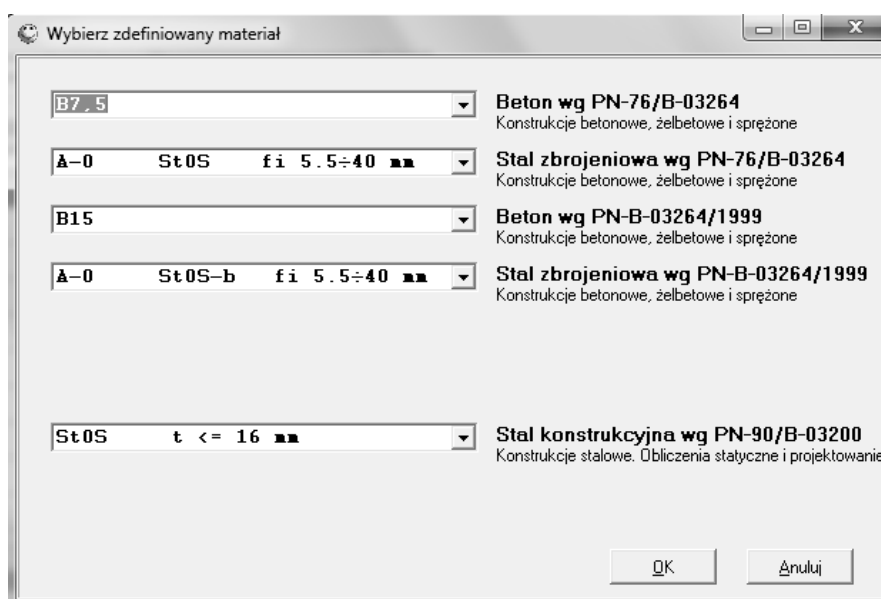 Wybierz zdefiniowany materiał
B7,5
Beton wg PN-76/B-03264
Konstrukcje betonowe, żelbetowe i sprężone
A-0 St0S fi 5.5÷40 mm
Stal zbrojeniowa wg PN-76/B-03264
Konstrukcje betonowe, żelbetowe i sprężone
B15
Beton wg PN-B-03264/1999
Konstrukcje betonowe, żelbetowe i sprężone
A-0 St0S-b fi 5.5÷40 mm
Stal zbrojeniowa wg PN-B-03264/1999
Konstrukcje betonowe, żelbetowe i sprężone
St0S t <= 16 mm
Stal konstrukcyjna wg PN-90/B-03200
Konstrukcje stalowe. Obliczenia statyczne i projektowanie
OK Anuluj